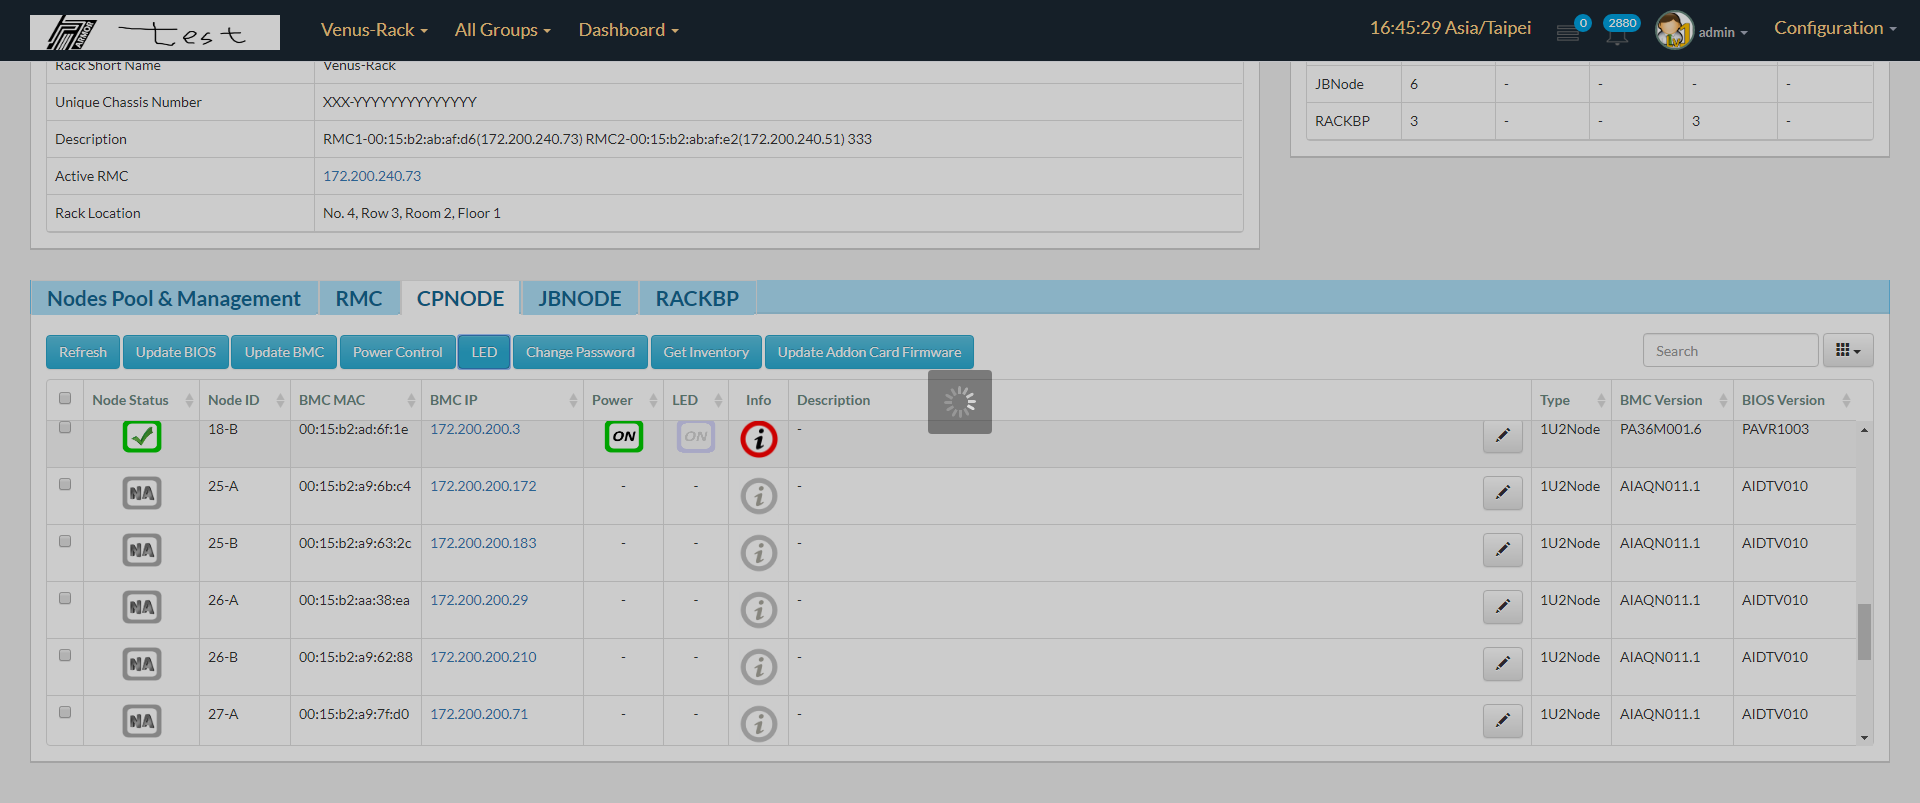 ARMOR test Venus-Rack All Groups Dashboard 16:45:29 Asia/Taipei 0 2880 admin Configuration
Rack Short Name Venus-Rack
Unique Chassis Number XXX-YYYYYYYYYYYYYY
Description RMC1-00:15:b2:ab:af:d6(172.200.240.73) RMC2-00:15:b2:ab:af:e2(172.200.240.51) 333
Active RMC 172.200.240.73
Rack Location No. 4, Row 3, Room 2, Floor 1
JBNode 6 - - - -
RACKBP 3 - - 3 -
Nodes Pool & Management RMC CPNODE JBNODE RACKBP
Refresh Update BIOS Update BMC Power Control LED Change Password Get Inventory Update Addon Card Firmware Search
Node Status Node ID BMC MAC BMC IP Power LED Info Description Type BMC Version BIOS Version
18-B 00:15:b2:ad:6f:1e 172.200.200.3 ON ON i - 1U2Node PA36M001.6 PAVR1003
NA 25-A 00:15:b2:a9:6b:c4 172.200.200.172 - - i - 1U2Node AIAQN011.1 AIDTV010
NA 25-B 00:15:b2:a9:63:2c 172.200.200.183 - - i - 1U2Node AIAQN011.1 AIDTV010
NA 26-A 00:15:b2:aa:38:ea 172.200.200.29 - - i - 1U2Node AIAQN011.1 AIDTV010
NA 26-B 00:15:b2:a9:62:88 172.200.200.210 - - i - 1U2Node AIAQN011.1 AIDTV010
NA 27-A 00:15:b2:a9:7f:d0 172.200.200.71 - - i - 1U2Node AIAQN011.1 AIDTV010